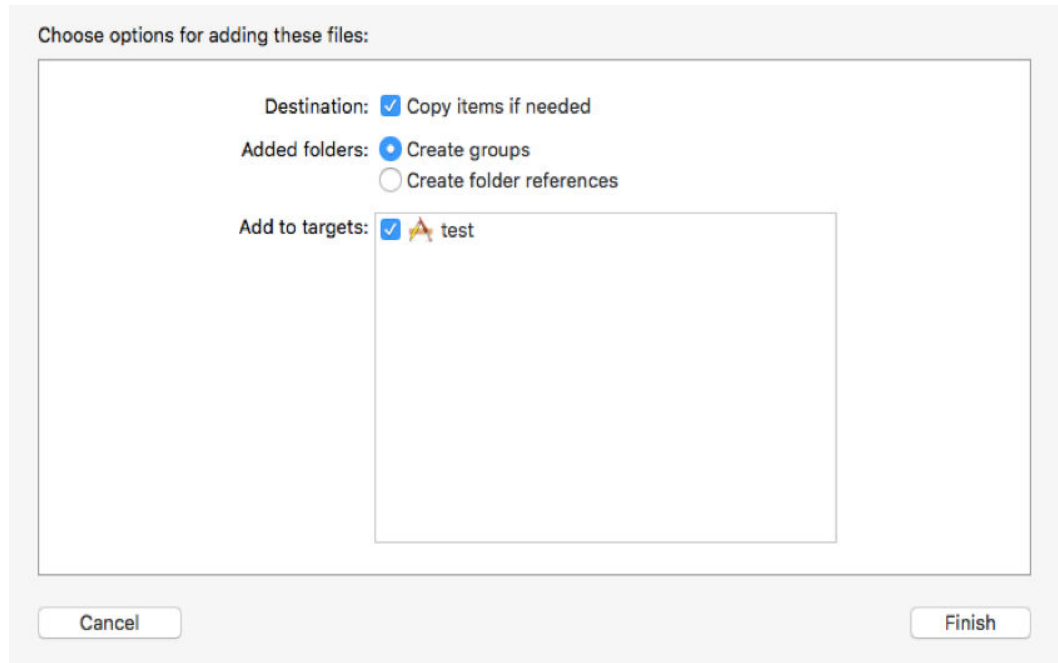 Choose options for adding these files:
Destination: Copy items if needed
Added folders: Create groups
Create folder references
Add to targets: test
Cancel Finish